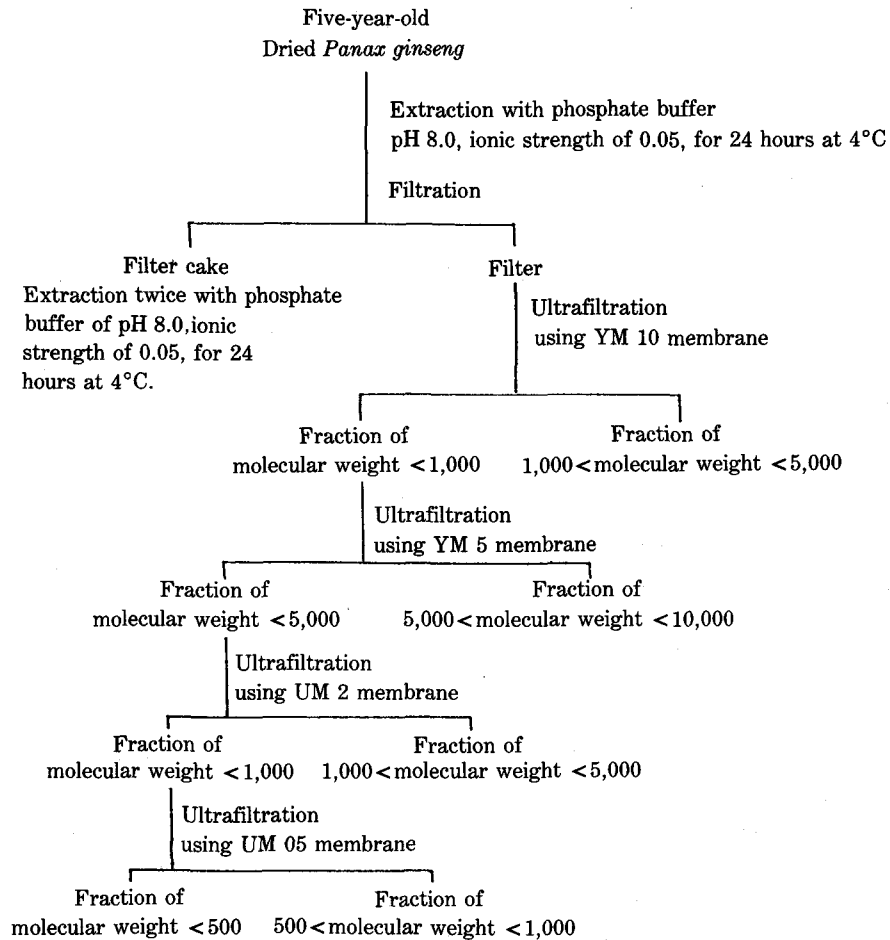 Five-year-old
Dried Panax ginseng
Extraction with phosphate buffer
pH 8.0, ionic strength of 0.05, for 24 hours at 4°C
Filtration
Filter cake
Extraction twice with phosphate
buffer of pH 8.0,ionic
strength of 0.05, for 24
hours at 4°C.
Filter
Ultrafiltration
using YM 10 membrane
Fraction of
molecular weight <1,000
Fraction of
1,000<molecular weight <5,000
Ultrafiltration
using YM 5 membrane
Fraction of
molecular weight <5,000
Fraction of
5,000<molecular weight <10,000
Ultrafiltration
using UM 2 membrane
Fraction of
molecular weight <1,000
Fraction of
1,000<molecular weight <5,000
Ultrafiltration
using UM 05 membrane
Fraction of
molecular weight <500
Fraction of
500<molecular weight <1,000